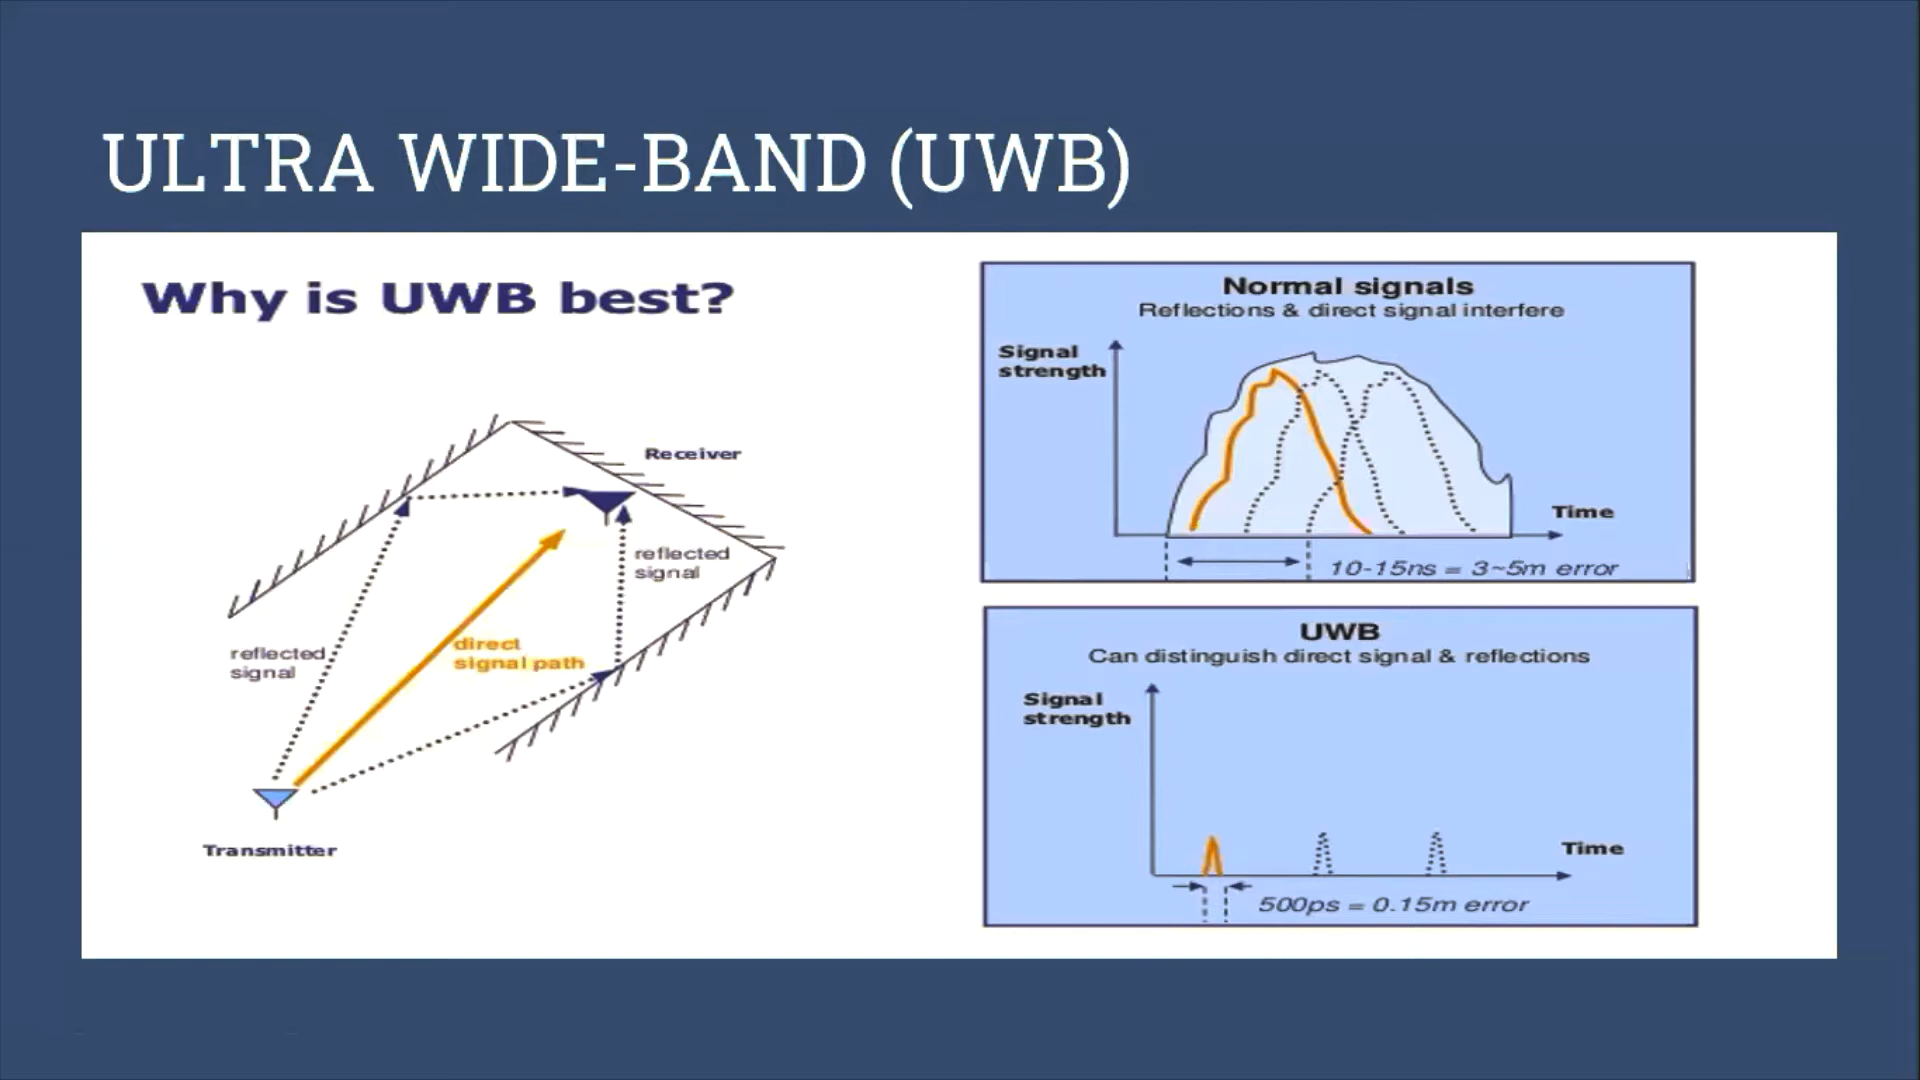 ULTRA WIDE-BAND (UWB)
Why is UWB best?
Receiver
reflected
signal
direct
signal path
reflected
signal
Transmitter
Normal signals
Reflections & direct signal interfere
Signal
strength
Time
10-15ns = 3~5m error
UWB
Can distinguish direct signal & reflections
Signal
strength
Time
500ps = 0.15m error